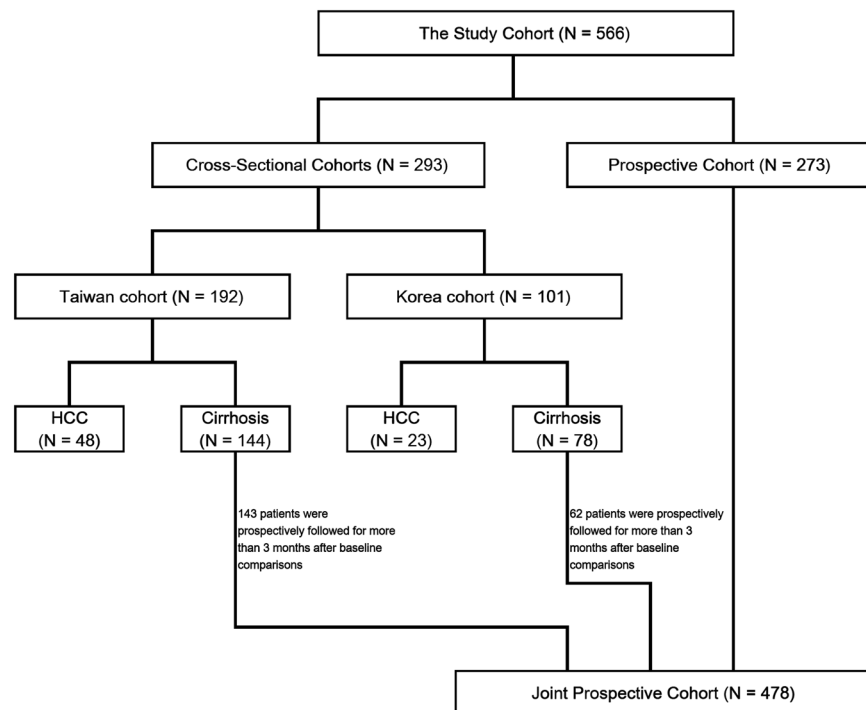 The Study Cohort (N = 566)
Cross-Sectional Cohorts (N = 293)
Prospective Cohort (N = 273)
Taiwan cohort (N = 192)
Korea cohort (N = 101)
HCC
(N = 48)
Cirrhosis
(N = 144)
HCC
(N = 23)
Cirrhosis
(N = 78)
143 patients were
prospectively followed for more
than 3 months after baseline
comparisons
62 patients were prospectively
followed for more than 3
months after baseline
comparisons
Joint Prospective Cohort (N = 478)